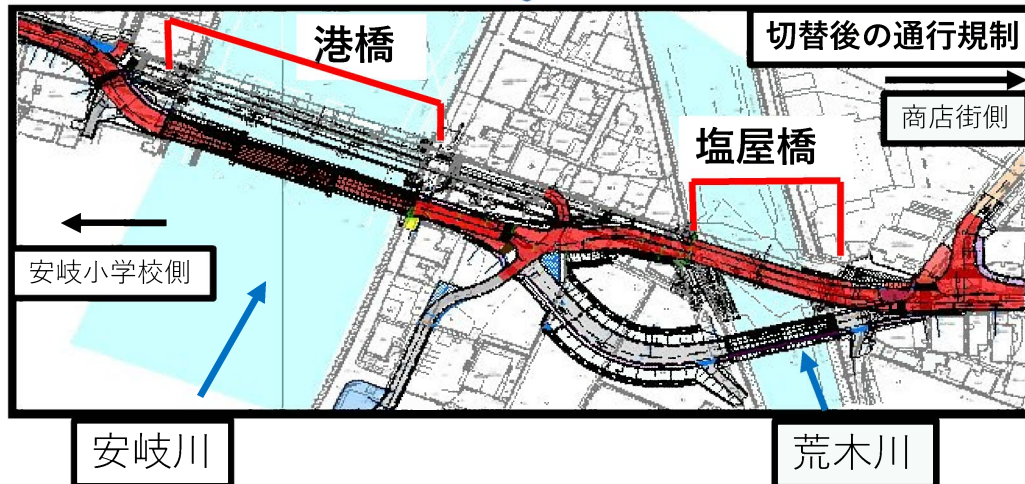 港橋
切替後の通行規制
商店街側
塩屋橋
安岐小学校側
安岐川
荒木川